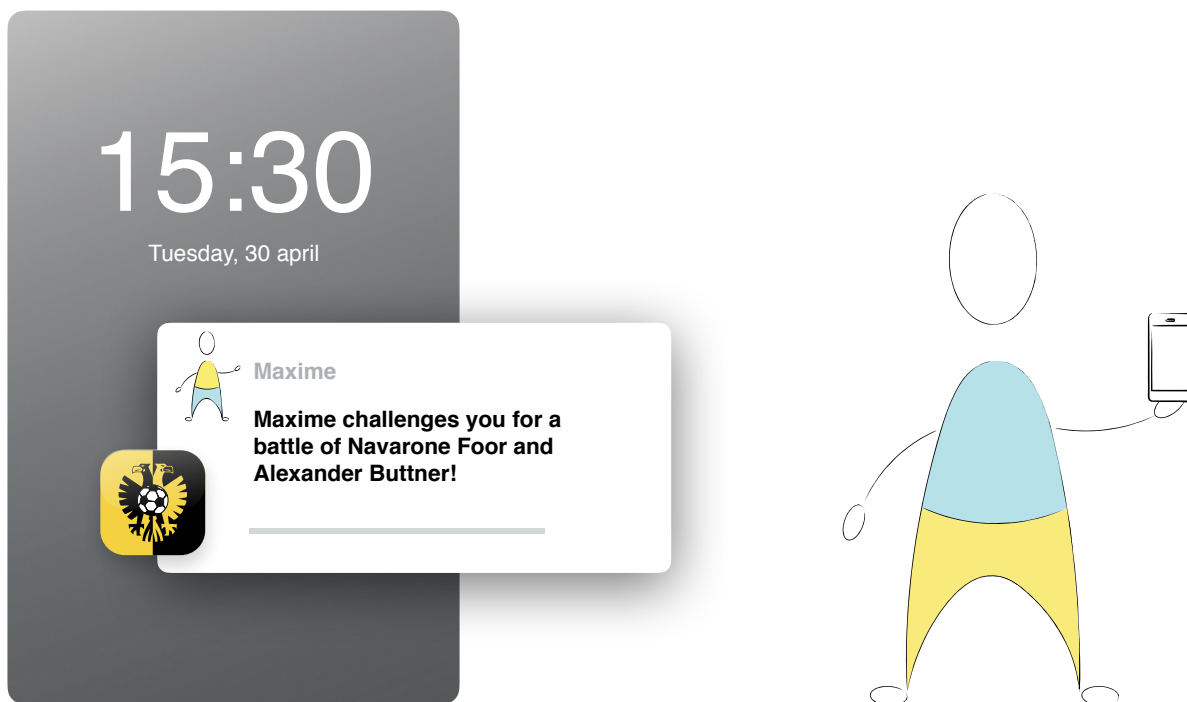 15:30
Tuesday, 30 april
Maxime
Maxime challenges you for a
battle of Navarone Foor and
Alexander Buttner!